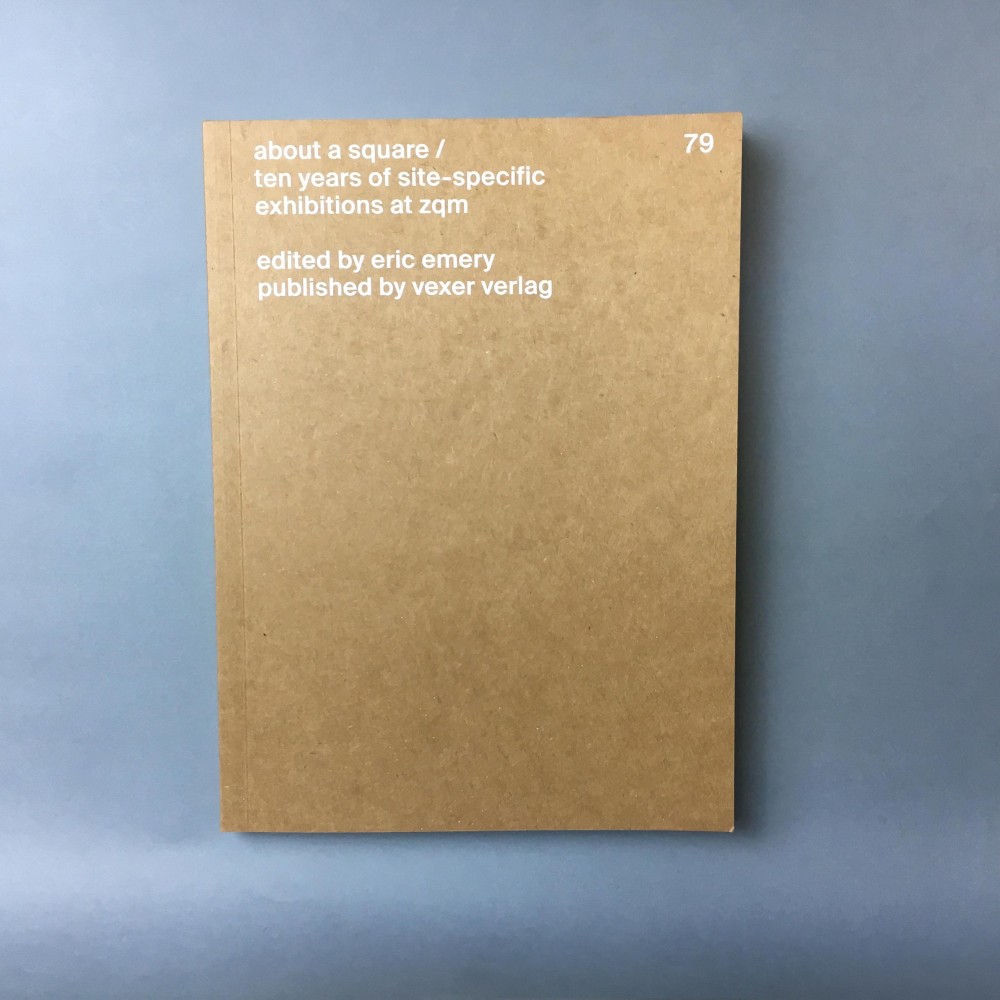 about a square /
ten years of site-specific
exhibitions at zqm
edited by eric emery
published by vexer verlag
79